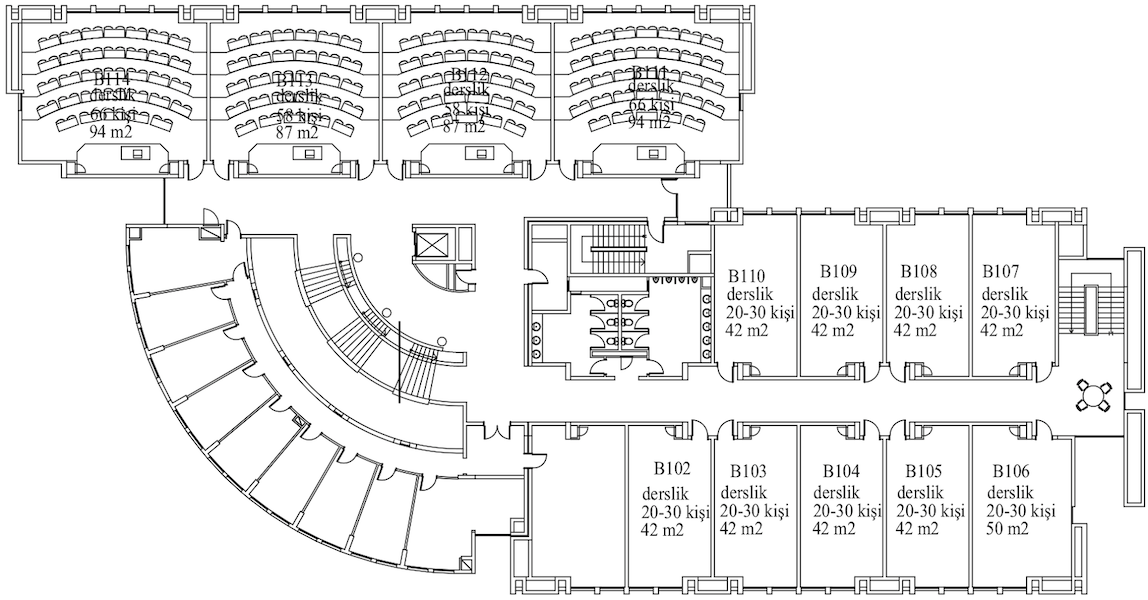 B114
derslik
66 kişi
94 m2
B113
derslik
58 kişi
87 m2
B112
derslik
58 kişi
87 m2
B111
derslik
66 kişi
94 m2
B110
derslik
20-30 kişi
42 m2
B109
derslik
20-30 kişi
42 m2
B108
derslik
20-30 kişi
42 m2
B107
derslik
20-30 kişi
42 m2
B102
derslik
20-30 kişi
42 m2
B103
derslik
20-30 kişi
42 m2
B104
derslik
20-30 kişi
42 m2
B105
derslik
20-30 kişi
42 m2
B106
derslik
20-30 kişi
50 m2